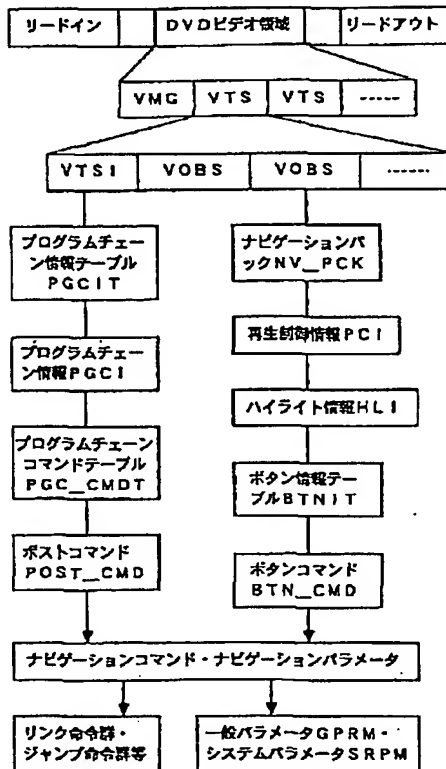 リードイン DVDビデオ領域 リードアウト
VMG VTS VTS -----
VTSI VOBS VOBS ------
プログラムチェー
ン情報テーブル
PGCIT
プログラムチェー
ン情報PGCI
プログラムチェーン
コマンドテーブル
PGC_CMDT
ポストコマンド
POST_CMD
ナビゲーションパ
ックNV_PCK
再生制御情報PCI
ハイライト情報HLI
ボタン情報テー
ブルBTNIT
ボタンコマンド
BTN_CMD
ナビゲーションコマンド・ナビゲーションパラメータ
リンク命令群・
ジャンプ命令群等
一般パラメータGPRM・
システムパラメータSRPM